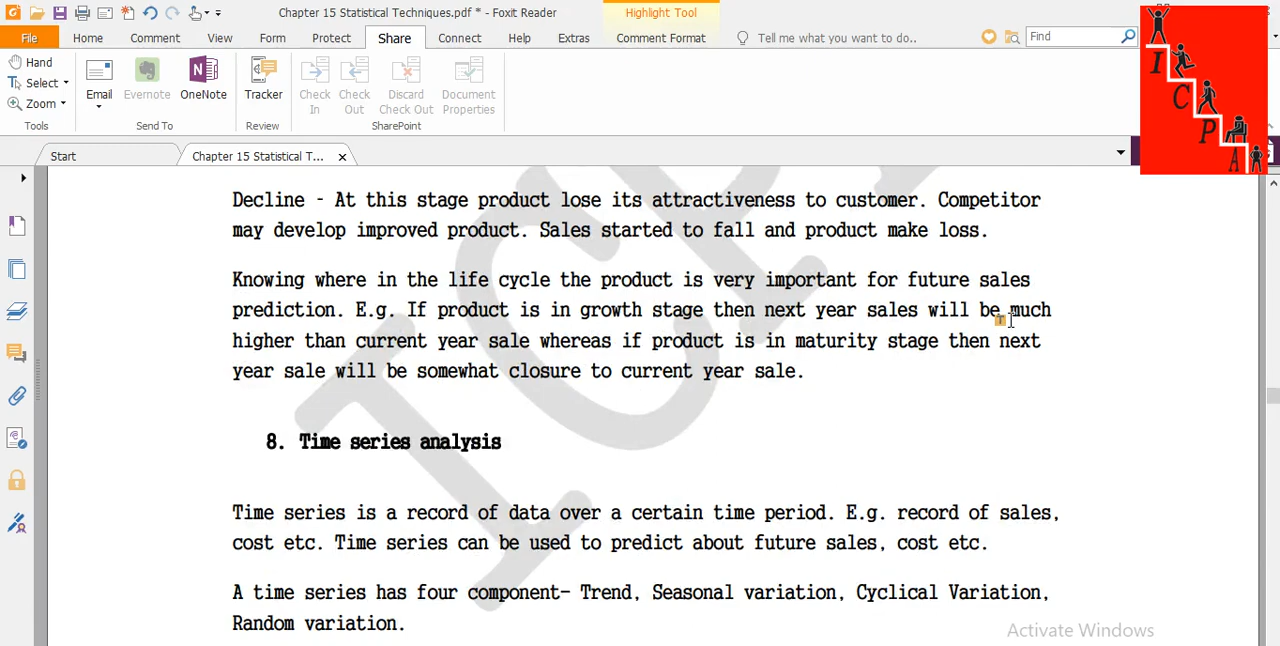 Chapter 15 Statistical Techniques.pdf * - Foxit Reader
Highlight Tool
File Home Comment View Form Protect Share Connect Help Extras Comment Format Tell me what you want to do.. Find
Hand
Select
Zoom
Tools
Email
Evernote
OneNote
Send To
Tracker
Review
Check In
Check Out
Discard Check Out
Document Properties
SharePoint
I
C
P
A
Start
Chapter 15 Statistical T...
Decline - At this stage product lose its attractiveness to customer. Competitor
may develop improved product. Sales started to fall and product make loss.
Knowing where in the life cycle the product is very important for future sales
prediction. E.g. If product is in growth stage then next year sales will be much
higher than current year sale whereas if product is in maturity stage then next
year sale will be somewhat closure to current year sale.
8. Time series analysis
Time series is a record of data over a certain time period. E.g. record of sales,
cost etc. Time series can be used to predict about future sales, cost etc.
A time series has four component- Trend, Seasonal variation, Cyclical Variation,
Random variation.
Activate Windows